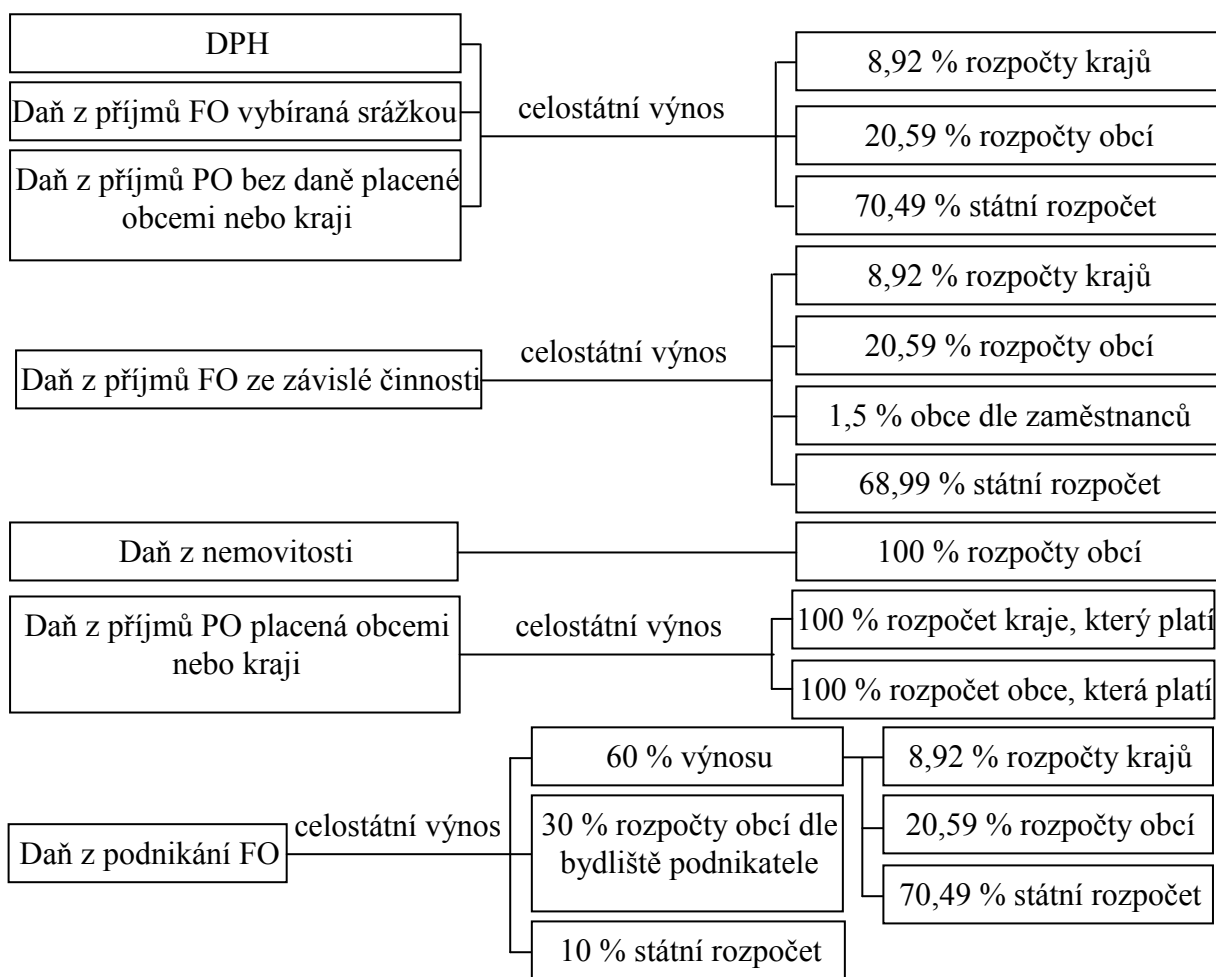 DPH
Daň z příjmů FO vybíraná srážkou
Daň z příjmů PO bez daně placené
obcemi nebo kraji
celostátní výnos
8,92 % rozpočty krajů
20,59 % rozpočty obcí
70,49 % státní rozpočet
Daň z příjmů FO ze závislé činnosti
celostátní výnos
8,92 % rozpočty krajů
20,59 % rozpočty obcí
1,5 % obce dle zaměstnanců
68,99 % státní rozpočet
Daň z nemovitosti
100 % rozpočty obcí
Daň z příjmů PO placená obcemi
nebo kraji
celostátní výnos
100 % rozpočet kraje, který platí
100 % rozpočet obce, která platí
Daň z podnikání FO
celostátní výnos
60 % výnosu
30 % rozpočty obcí dle
bydliště podnikatele
10 % státní rozpočet
8,92 % rozpočty krajů
20,59 % rozpočty obcí
70,49 % státní rozpočet